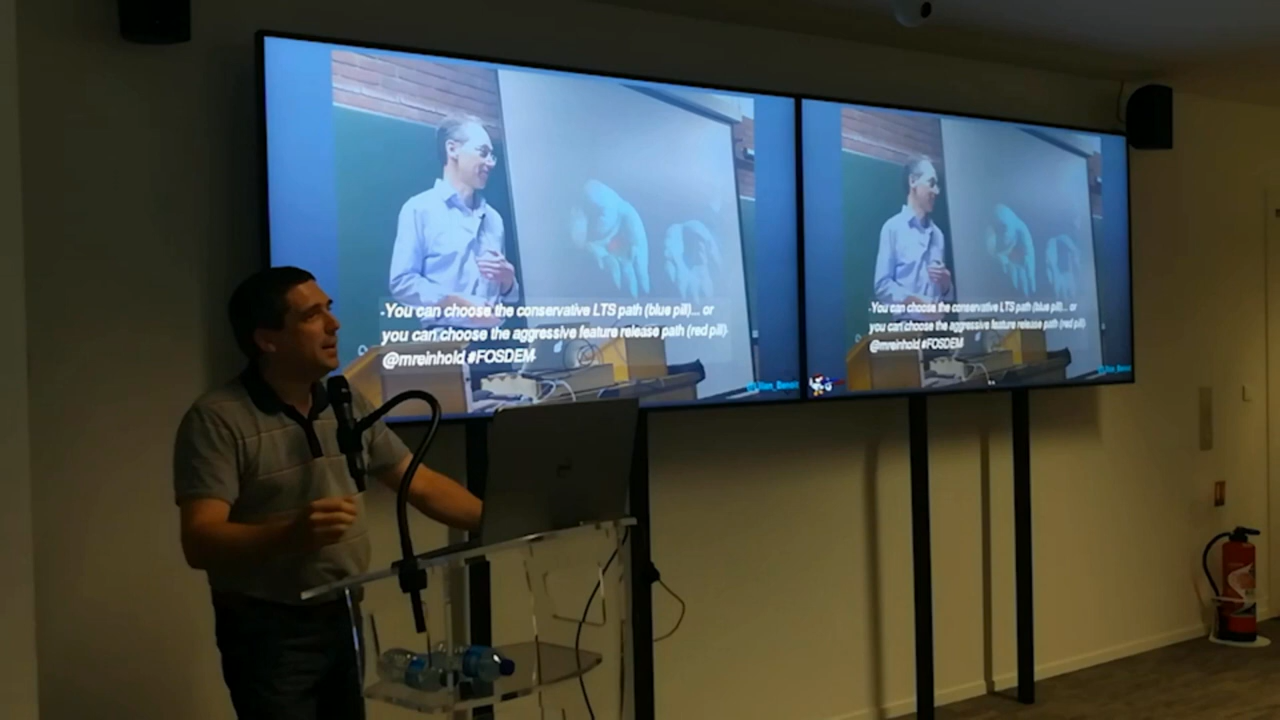 -You can choose the conservative LTS path (blue pill)... or
you can choose the aggressive feature release path (red pill)-
@mreinhold #FOSDEM-
-You can choose the conservative LTS path (blue pill)... or
you can choose the aggressive feature release path (red pill)-
@mreinhold #FOSDEM-